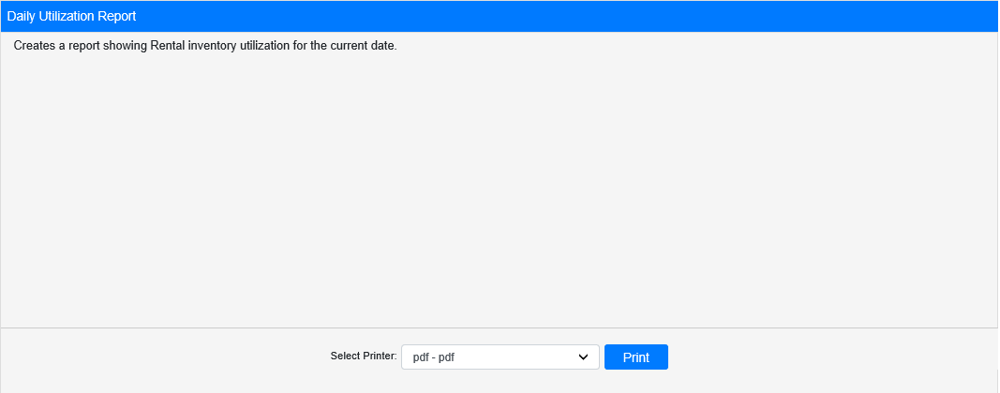 Daily Utilization Report
Creates a report showing Rental inventory utilization for the current date.
Select Printer: pdf - pdf Print